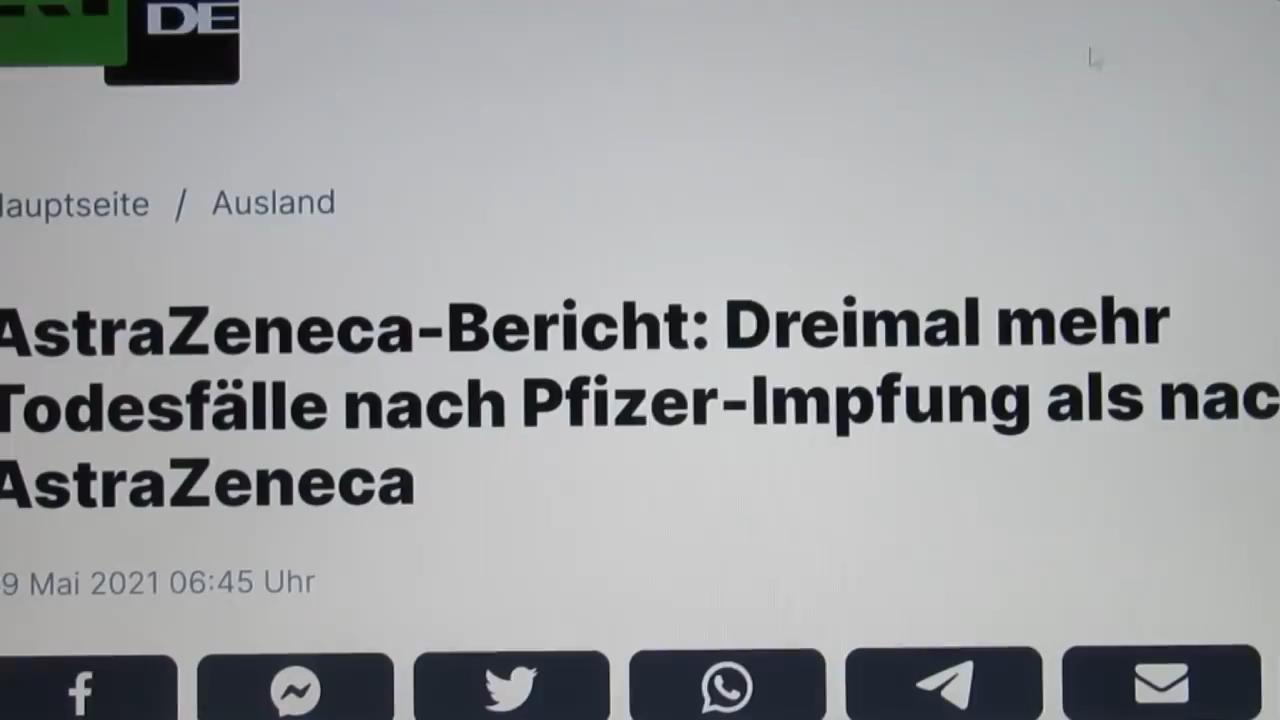 DE
Hauptseite / Ausland
AstraZeneca-Bericht: Dreimal mehr
Todesfälle nach Pfizer-Impfung als nac
AstraZeneca
9 Mai 2021 06:45 Uhr